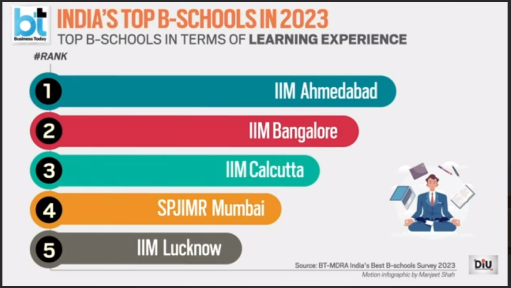 bt
Business Today
INDIA'S TOP B-SCHOOLS IN 2023
TOP B-SCHOOLS IN TERMS OF LEARNING EXPERIENCE
#RANK
1 IIM Ahmedabad
2 IIM Bangalore
3 IIM Calcutta
4 SPJIMR Mumbai
5 IIM Lucknow
Source: BT-MDRA India's Best B-schools Survey 2023
Motion infographic by Manjeet Shah
DIU